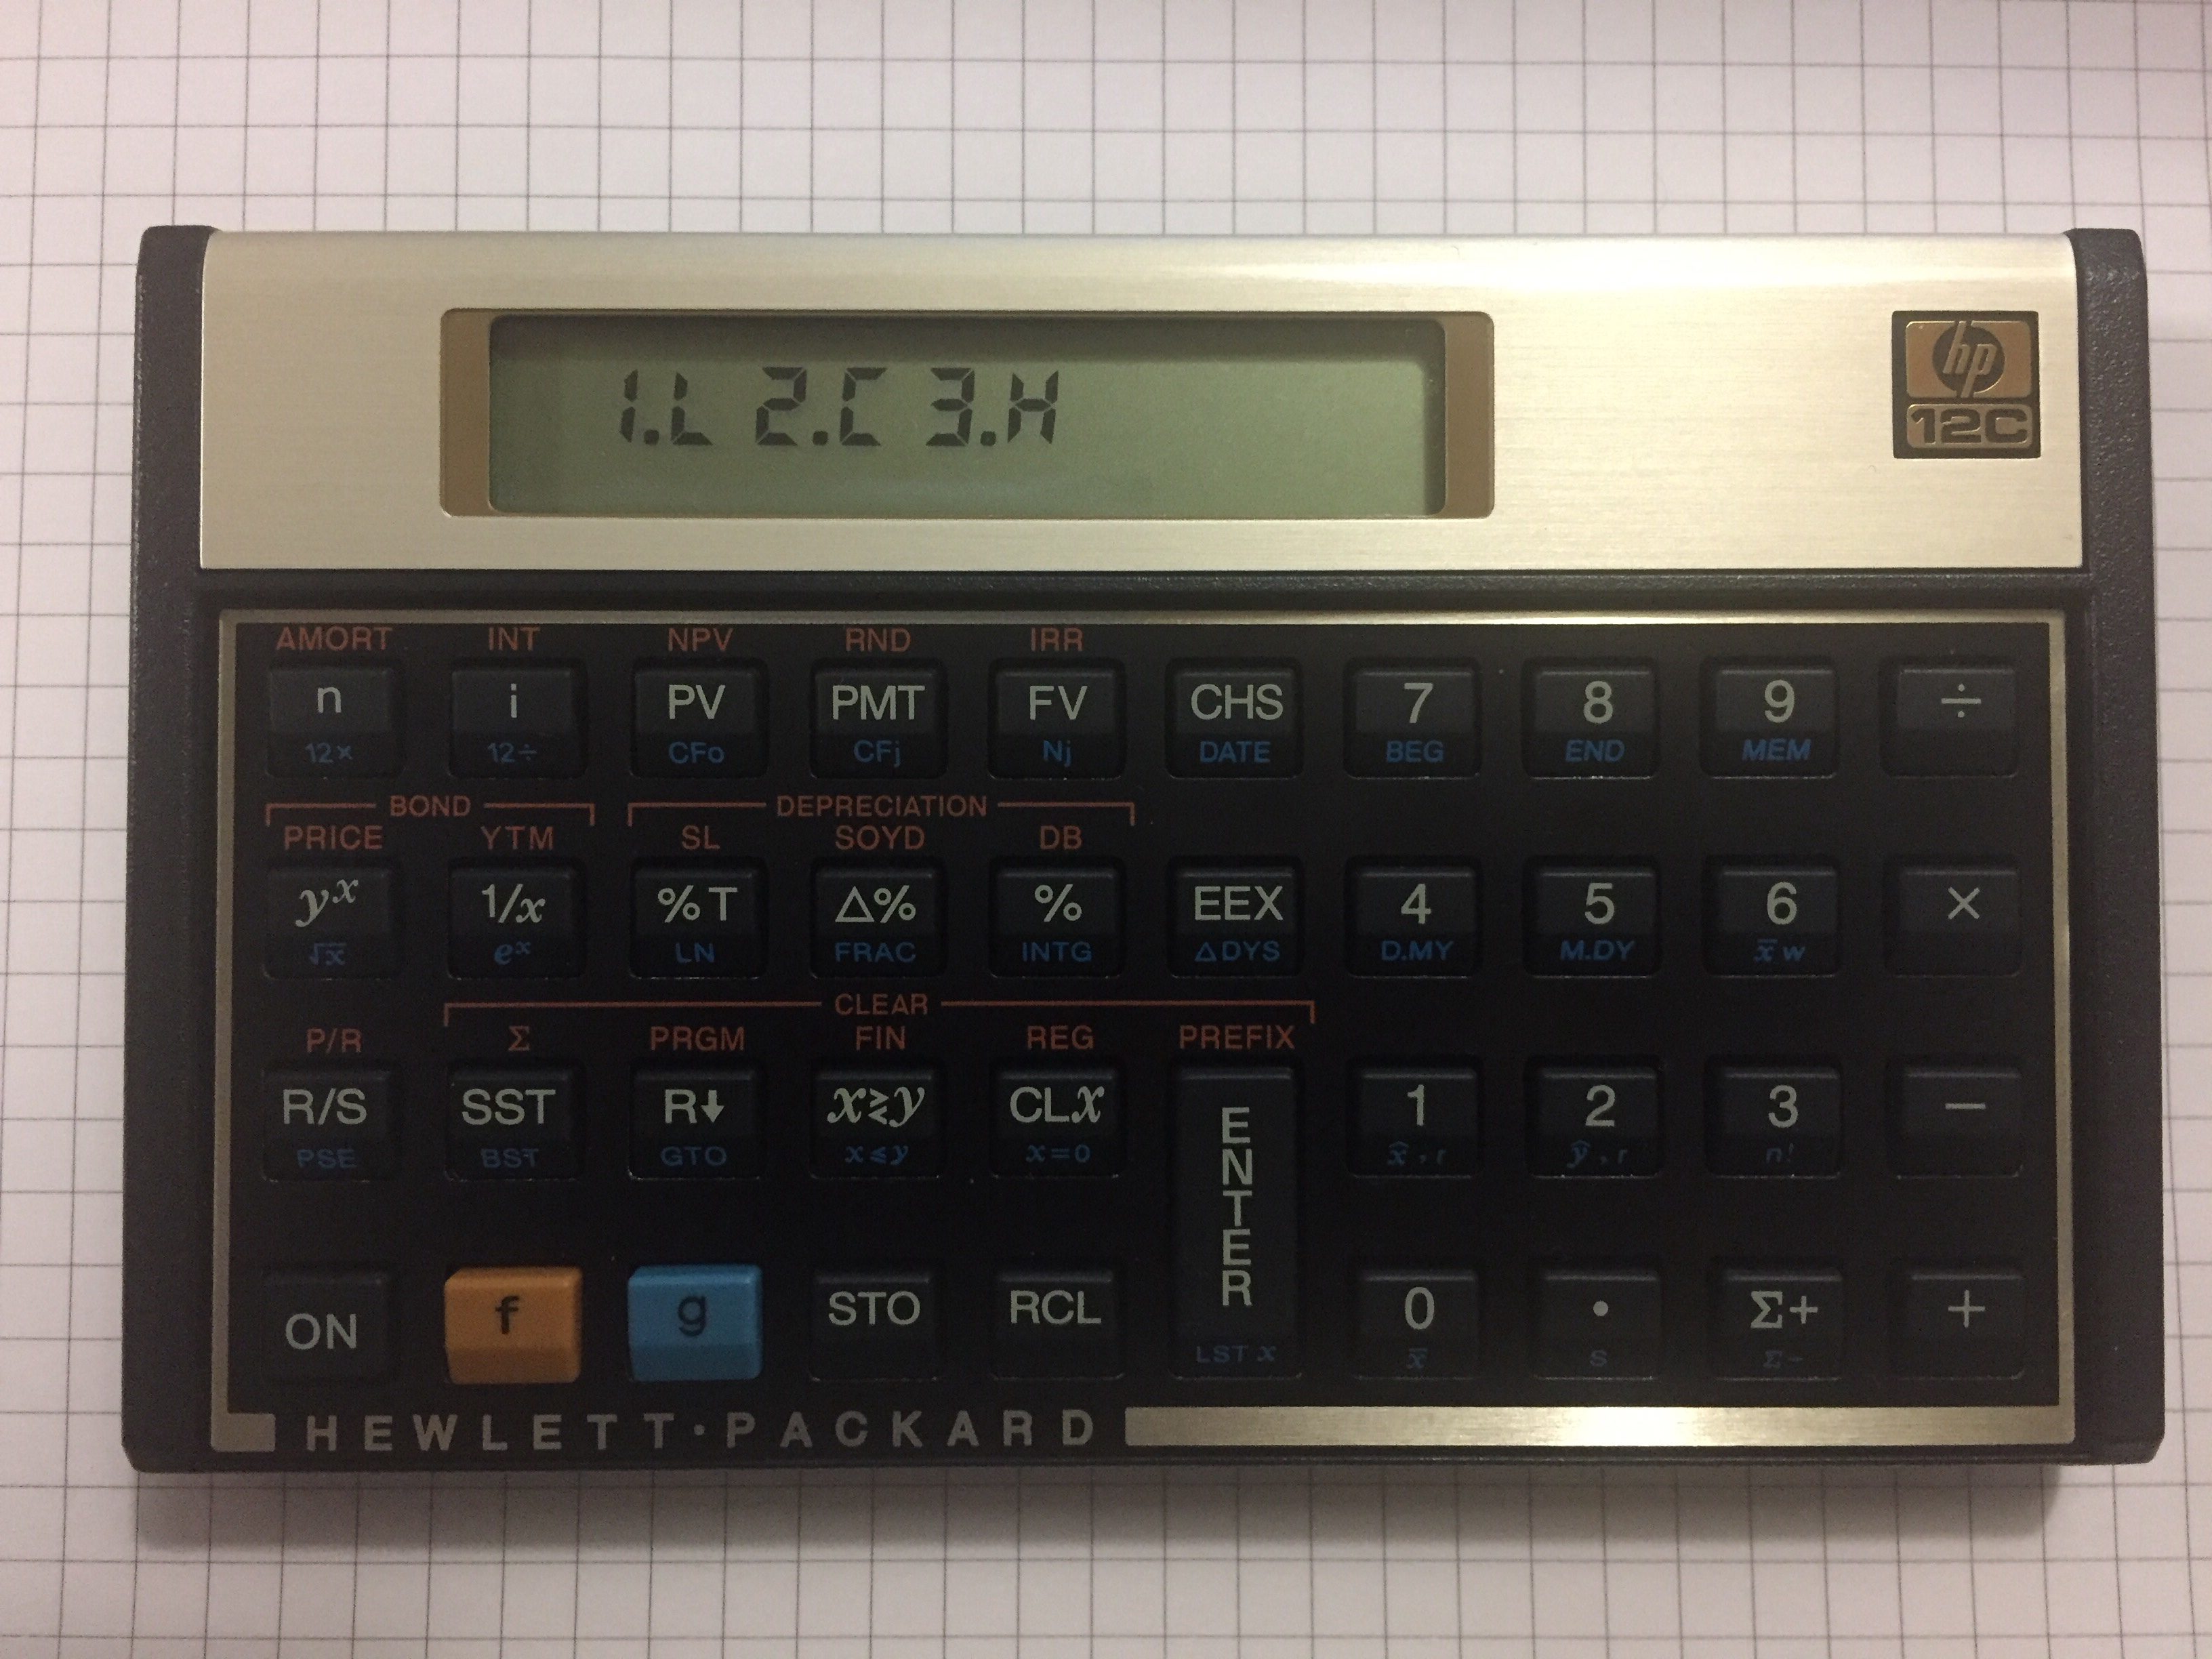 1.L 2.C 3.H
hp
12C
AMORT INT NPV RND IRR
n i PV PMT FV CHS 7 8 9 ÷
12× 12÷ CFo CFj Nj DATE BEG END MEM
BOND DEPRECIATION
PRICE YTM SL SOYD DB
yˣ 1/x %T Δ% % EEX 4 5 6 ×
√x eˣ LN FRAC INTG ΔDYS D.MY M.DY x̄w
CLEAR
P/R Σ PRGM FIN REG PREFIX
R/S SST R↓ x≷y CLx ENTER 1 2 3 −
PSE BST GTO x≤y x=0 x̂,r ŷ,r n!
ON f g STO RCL 0 • Σ+ +
LST x x̄ s Σ−
HEWLETT·PACKARD